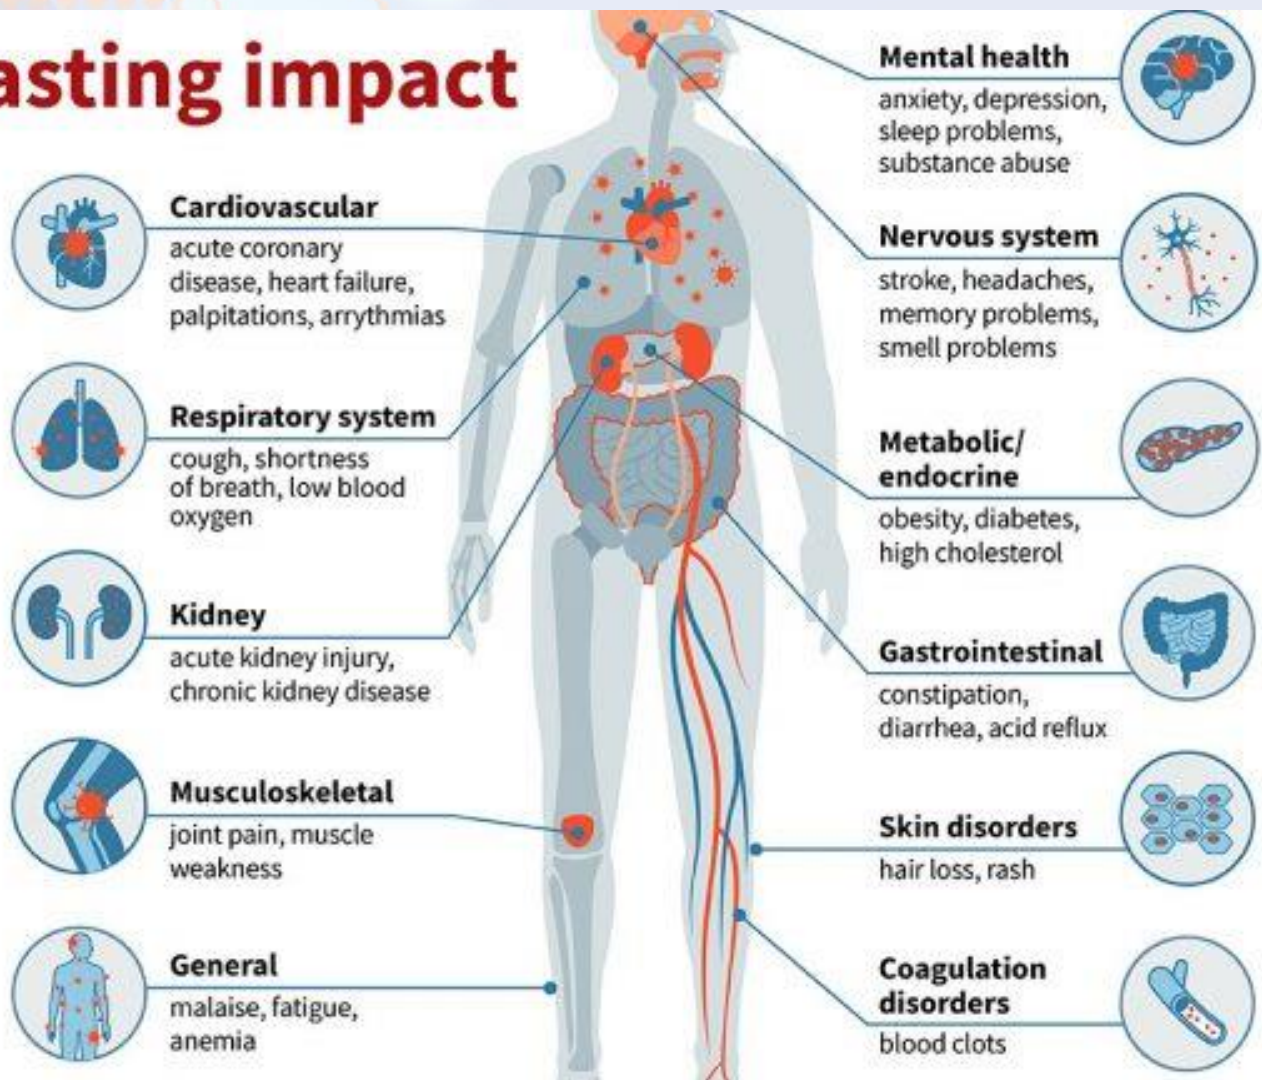 asting impact
Cardiovascular
acute coronary
disease, heart failure,
palpitations, arrythmias
Respiratory system
cough, shortness
of breath, low blood
oxygen
Kidney
acute kidney injury,
chronic kidney disease
Musculoskeletal
joint pain, muscle
weakness
General
malaise, fatigue,
anemia
Mental health
anxiety, depression,
sleep problems,
substance abuse
Nervous system
stroke, headaches,
memory problems,
smell problems
Metabolic/
endocrine
obesity, diabetes,
high cholesterol
Gastrointestinal
constipation,
diarrhea, acid reflux
Skin disorders
hair loss, rash
Coagulation
disorders
blood clots